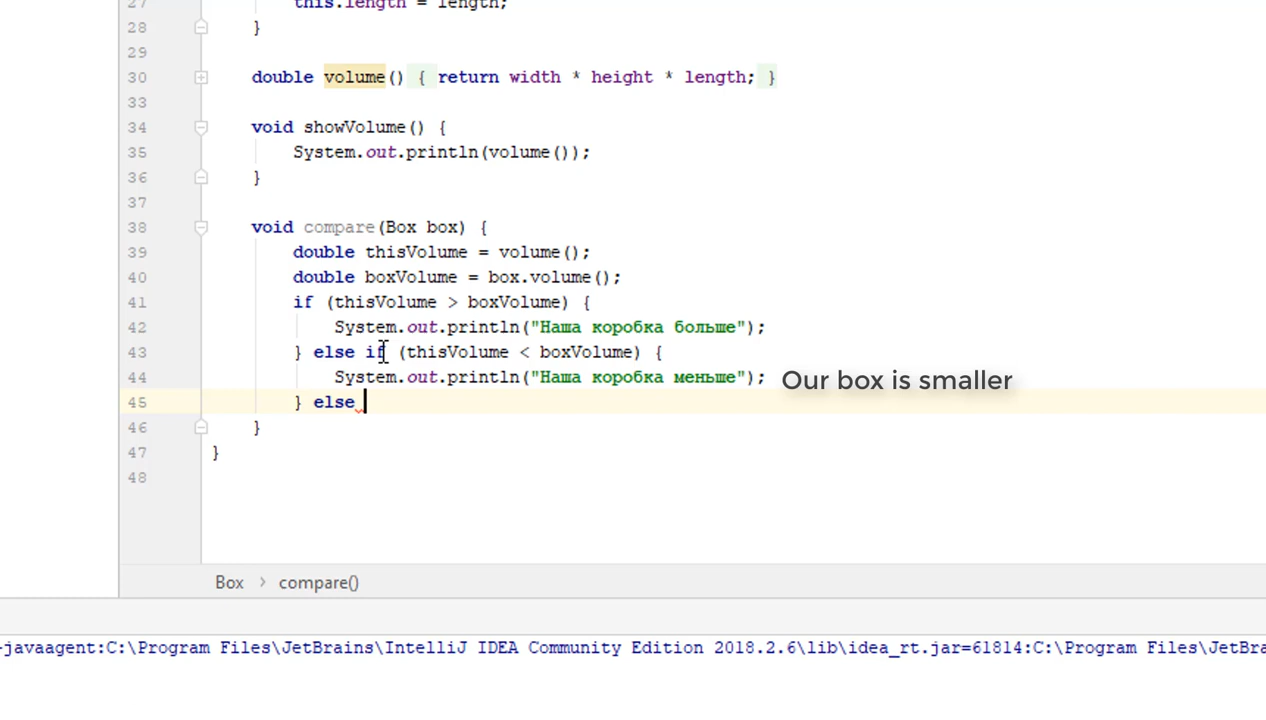 27 this.length = length;
28 }
29
30 double volume() { return width * height * length; }
33
34 void showVolume() {
35 System.out.println(volume());
36 }
37
38 void compare(Box box) {
39 double thisVolume = volume();
40 double boxVolume = box.volume();
41 if (thisVolume > boxVolume) {
42 System.out.println("Наша коробка больше");
43 } else if (thisVolume < boxVolume) {
44 System.out.println("Наша коробка меньше"); Our box is smaller
45 } else
46 }
47 }
48
Box > compare()
-javaagent:C:\Program Files\JetBrains\IntelliJ IDEA Community Edition 2018.2.6\lib\idea_rt.jar=61814:C:\Program Files\JetBra